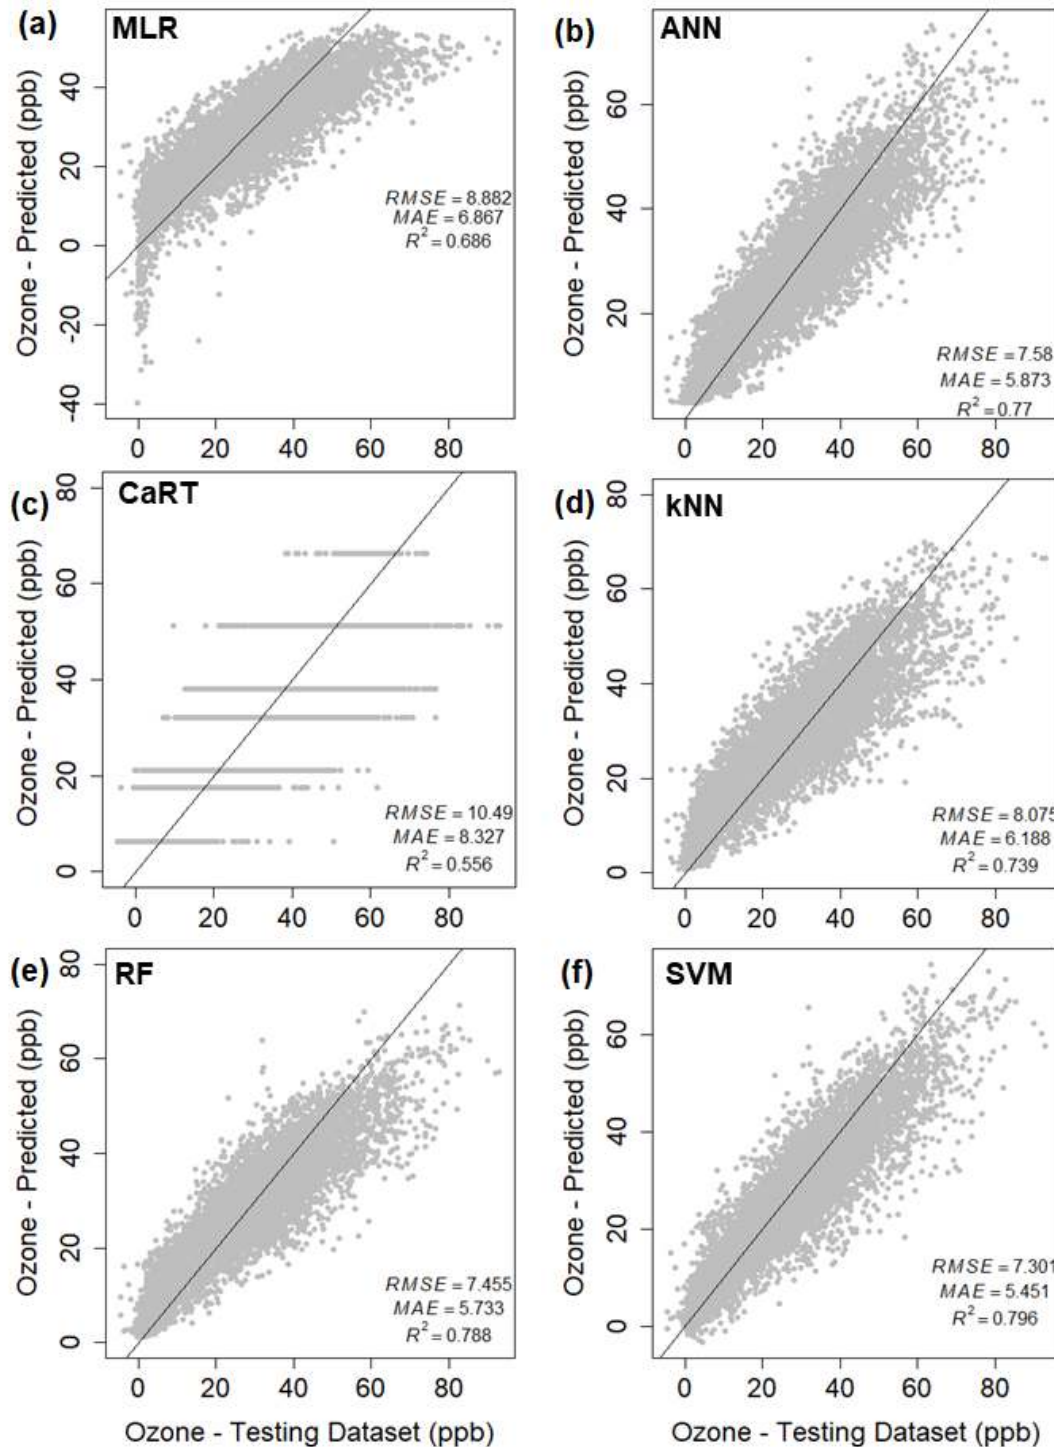 (a) MLR
Ozone - Predicted (ppb)
40
20
0
-20
-40
RMSE = 8.882
MAE = 6.867
R² = 0.686
0 20 40 60 80
(b) ANN
Ozone - Predicted (ppb)
60
40
20
RMSE = 7.58
MAE = 5.873
R² = 0.77
0 20 40 60 80
(c) CaRT
Ozone - Predicted (ppb)
80
60
40
20
0
RMSE = 10.49
MAE = 8.327
R² = 0.556
0 20 40 60 80
(d) kNN
Ozone - Predicted (ppb)
80
60
40
20
0
RMSE = 8.075
MAE = 6.188
R² = 0.739
0 20 40 60 80
(e) RF
Ozone - Predicted (ppb)
80
60
40
20
0
RMSE = 7.455
MAE = 5.733
R² = 0.788
0 20 40 60 80
Ozone - Testing Dataset (ppb)
(f) SVM
Ozone - Predicted (ppb)
60
40
20
0
RMSE = 7.301
MAE = 5.451
R² = 0.796
0 20 40 60 80
Ozone - Testing Dataset (ppb)